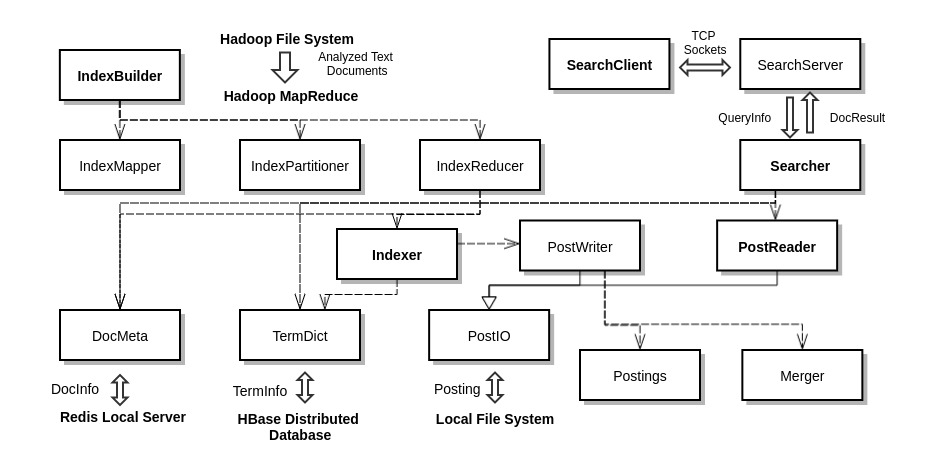 Hadoop File System
TCP
Sockets
Analyzed Text
Documents
IndexBuilder
SearchClient
SearchServer
Hadoop MapReduce
QueryInfo
DocResult
IndexMapper
IndexPartitioner
IndexReducer
Searcher
Indexer
PostWriter
PostReader
DocMeta
TermDict
PostIO
Postings
Merger
DocInfo
TermInfo
Posting
Redis Local Server
HBase Distributed
Database
Local File System